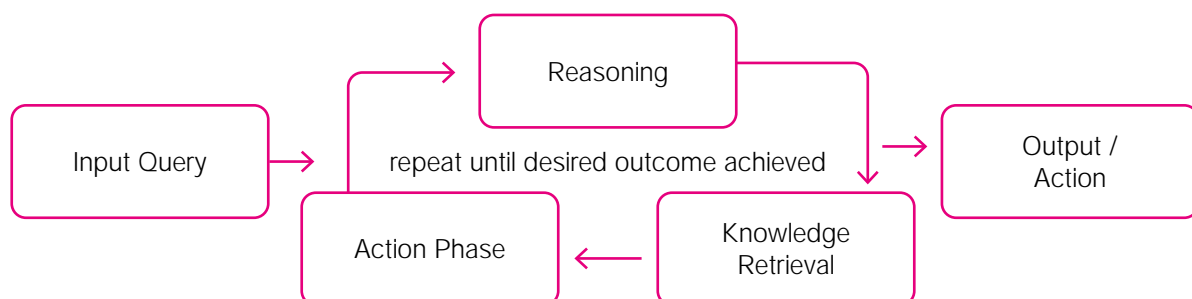 Reasoning
Input Query
repeat until desired outcome achieved
Output /
Action
Action Phase
Knowledge
Retrieval